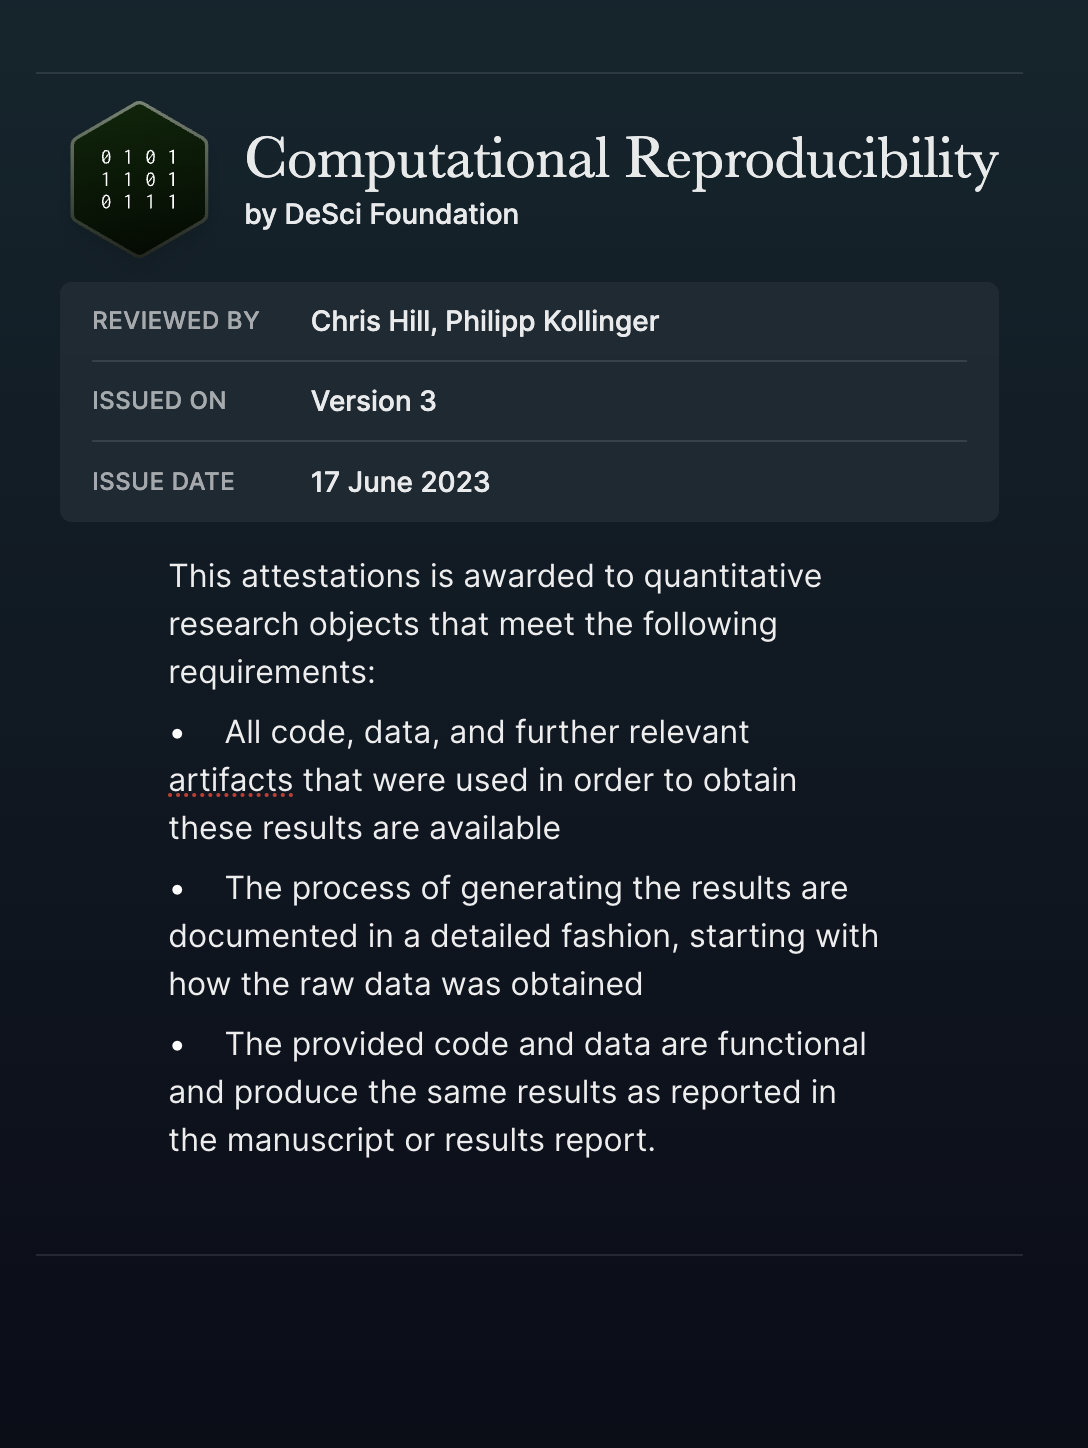 0 1 0 1
1 1 0 1
0 1 1 1
Computational Reproducibility
by DeSci Foundation
REVIEWED BY Chris Hill, Philipp Kollinger
ISSUED ON Version 3
ISSUE DATE 17 June 2023
This attestations is awarded to quantitative
research objects that meet the following
requirements:
• All code, data, and further relevant
artifacts that were used in order to obtain
these results are available
• The process of generating the results are
documented in a detailed fashion, starting with
how the raw data was obtained
• The provided code and data are functional
and produce the same results as reported in
the manuscript or results report.